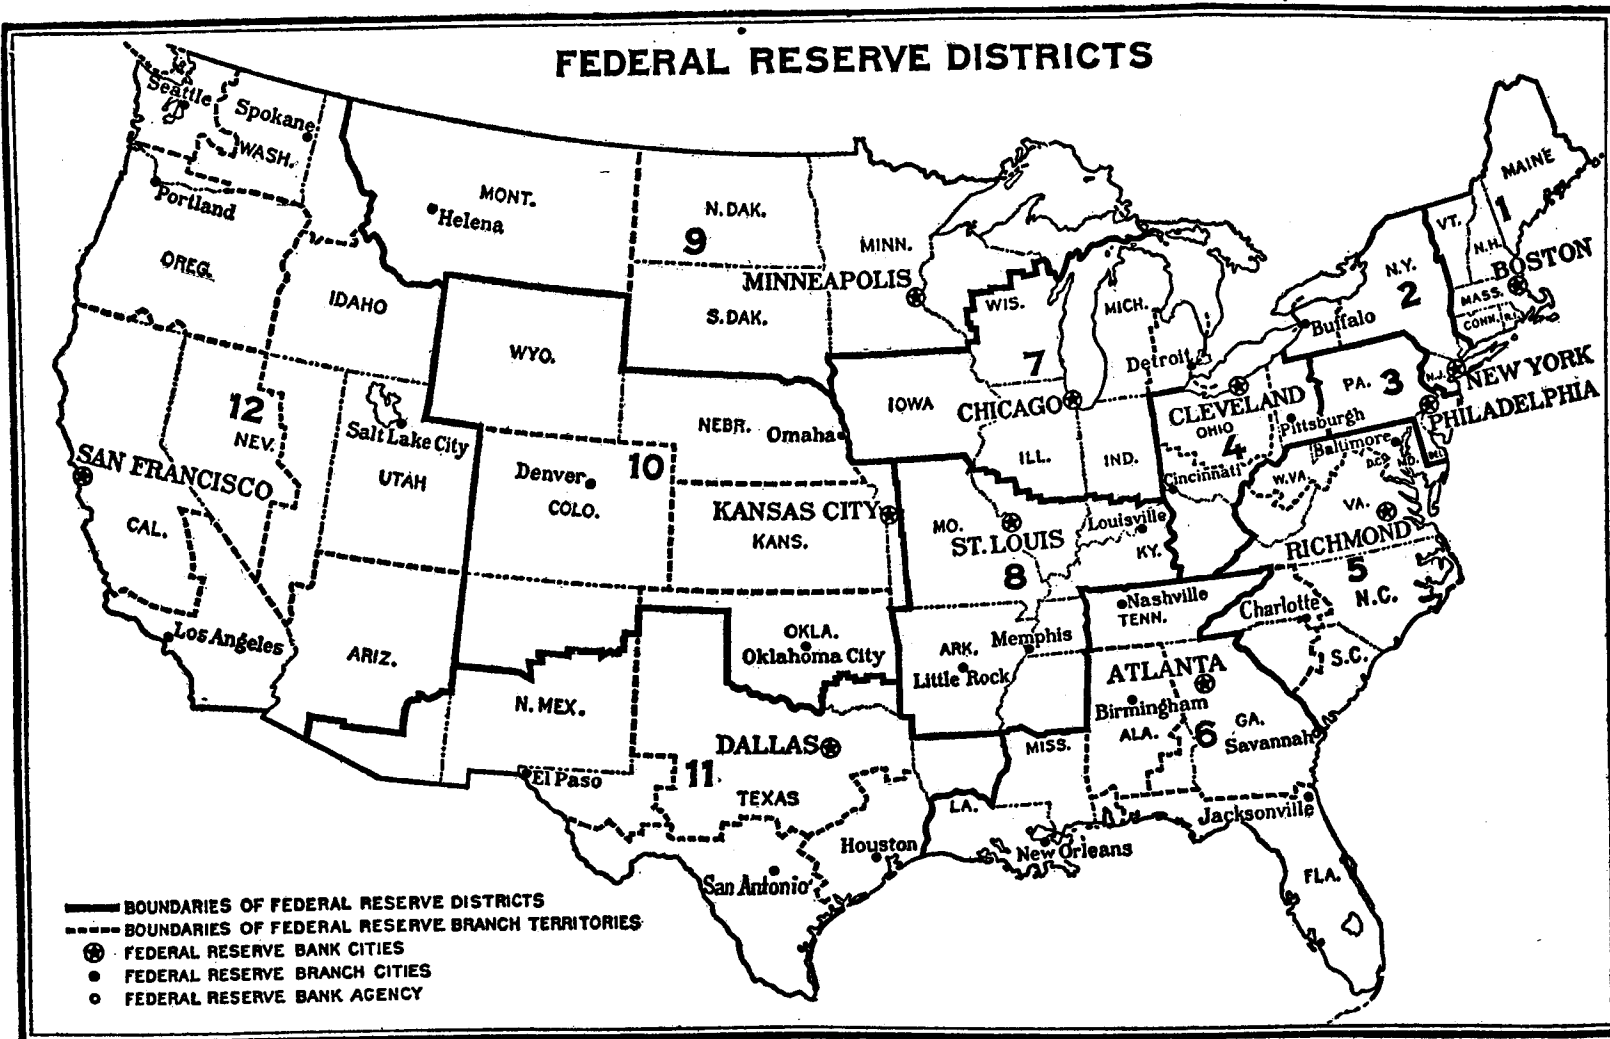 FEDERAL RESERVE DISTRICTS
Seattle
Spokane
WASH.
Portland
OREG.
IDAHO
MONT.
Helena
N. DAK.
9
MINN.
MINNEAPOLIS
S. DAK.
WYO.
WIS.
MICH.
7
Detroit
MAINE
VT.
1
N.H.
BOSTON
MASS.
CONN.
R.I.
N.Y.
2
Buffalo
NEW YORK
N.J.
PA.
3
PHILADELPHIA
Pittsburgh
CLEVELAND
OHIO
4
Cincinnati
Baltimore
D.C.
MD.
DEL.
W.VA.
VA.
RICHMOND
5
N.C.
Charlotte
S.C.
12
NEV.
Salt Lake City
UTAH
SAN FRANCISCO
CAL.
Los Angeles
ARIZ.
NEBR.
Omaha
IOWA
CHICAGO
ILL.
IND.
10
Denver
COLO.
KANSAS CITY
KANS.
MO.
ST. LOUIS
8
Louisville
KY.
Nashville
TENN.
Memphis
ARK.
Little Rock
OKLA.
Oklahoma City
N. MEX.
El Paso
DALLAS
11
TEXAS
Houston
San Antonio
LA.
New Orleans
MISS.
ATLANTA
Birmingham
ALA.
6
GA.
Savannah
Jacksonville
FLA.
BOUNDARIES OF FEDERAL RESERVE DISTRICTS
BOUNDARIES OF FEDERAL RESERVE BRANCH TERRITORIES
FEDERAL RESERVE BANK CITIES
FEDERAL RESERVE BRANCH CITIES
FEDERAL RESERVE BANK AGENCY